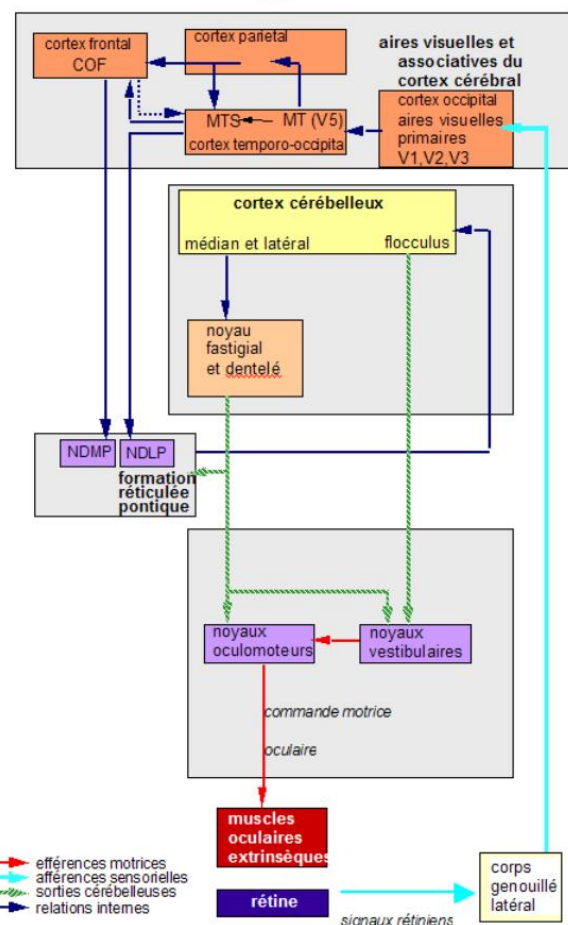 cortex frontal
COF
cortex parietal
aires visuelles et
associatives du
cortex cérébral
MTS
MT (V5)
cortex temporo-occipita
cortex occipital
aires visuelles
primaires
V1,V2,V3
cortex cérébelleux
médian et latéral
flocculus
noyau
fastigial
et dentelé
NDMP
NDLP
formation
réticulée
pontique
noyaux
oculomoteurs
noyaux
vestibulaires
commande motrice
oculaire
muscles
oculaires
extrinsèques
rétine
signaux rétiniens
corps
genouillé
latéral
efférences motrices
afférences sensorielles
sorties cérébelleuses
relations internes